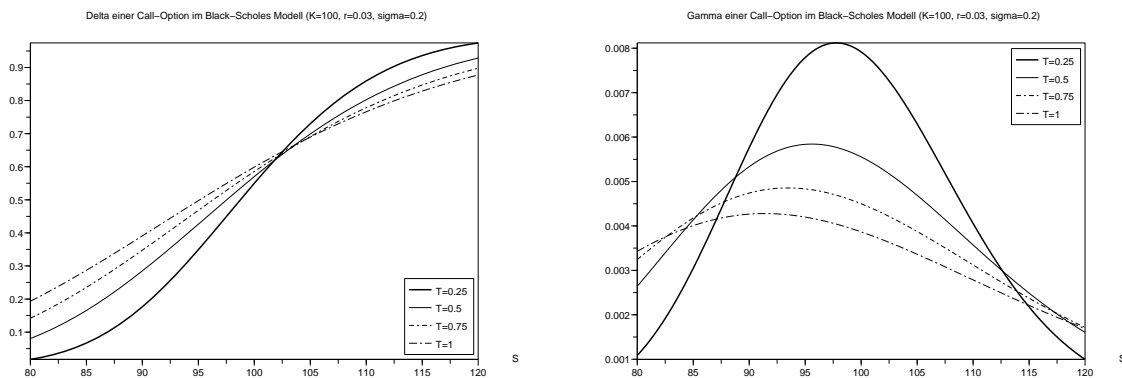 Delta einer Call−Option im Black−Scholes Modell (K=100, r=0.03, sigma=0.2)
0.9
0.8
0.7
0.6
0.5
0.4
0.3
0.2
0.1
80 85 90 95 100 105 110 115 120
S
T=0.25
T=0.5
T=0.75
T=1
Gamma einer Call−Option im Black−Scholes Modell (K=100, r=0.03, sigma=0.2)
0.008
0.007
0.006
0.005
0.004
0.003
0.002
0.001
80 85 90 95 100 105 110 115 120
S
T=0.25
T=0.5
T=0.75
T=1